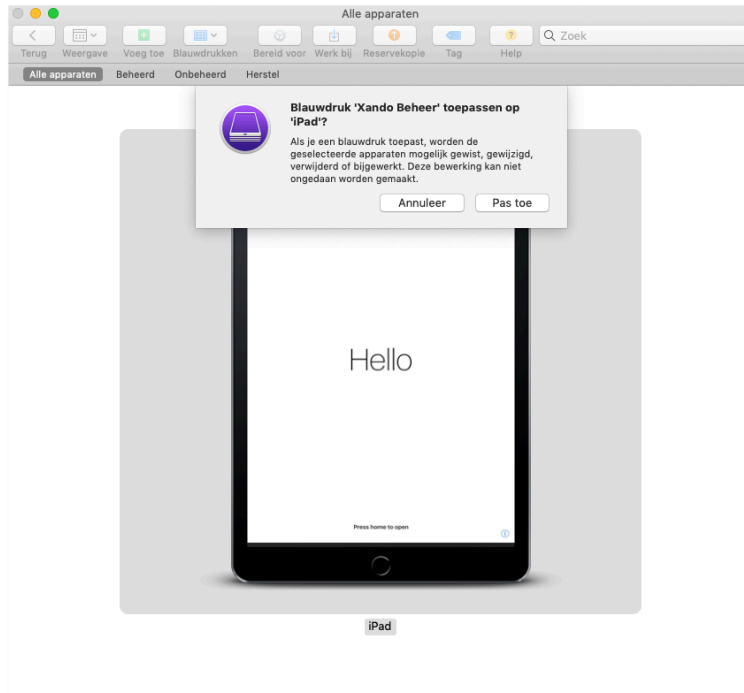 Alle apparaten
Terug Weergave Voeg toe Blauwdrukken Bereid voor Werk bij Reservekopie Tag Help Zoek
Alle apparaten Beheerd Onbeheerd Herstel
Blauwdruk 'Xando Beheer' toepassen op
'iPad'?
Als je een blauwdruk toepast, worden de
geselecteerde apparaten mogelijk gewist, gewijzigd,
verwijderd of bijgewerkt. Deze bewerking kan niet
ongedaan worden gemaakt.
Annuleer Pas toe
Hello
Press home to open
iPad